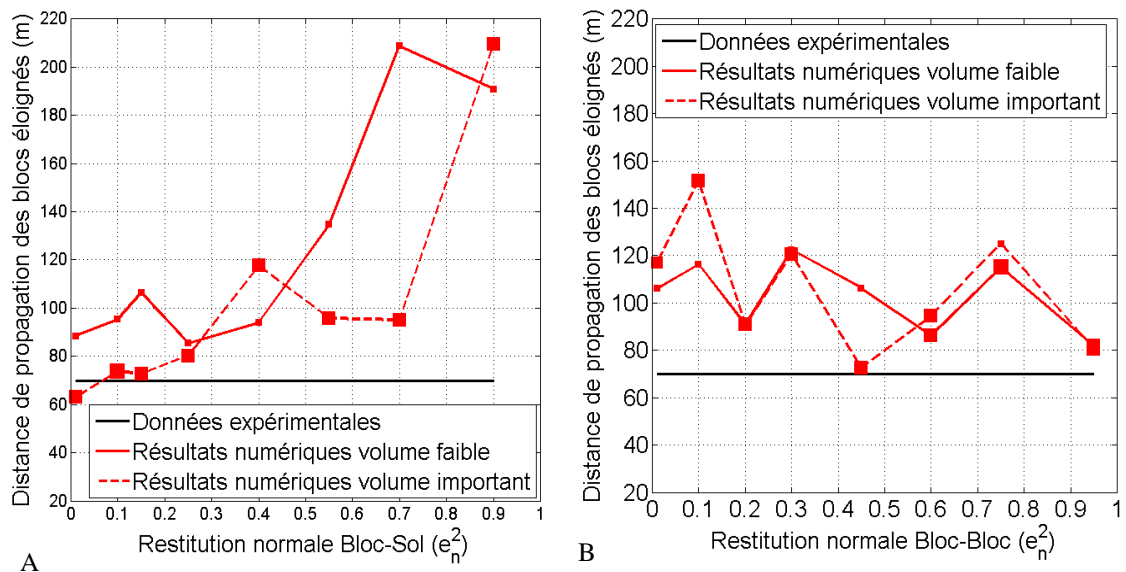 220
200
180
160
140
120
100
80
60
40
20
Distance de propagation des blocs éloignés (m)
Données expérimentales
Résultats numériques volume faible
Résultats numériques volume important
0 0.1 0.2 0.3 0.4 0.5 0.6 0.7 0.8 0.9 1
Restitution normale Bloc-Sol (e_n^2)
A
220
200
180
160
140
120
100
80
60
40
20
Distance de propagation des blocs éloignés (m)
Données expérimentales
Résultats numériques volume faible
Résultats numériques volume important
0 0.1 0.2 0.3 0.4 0.5 0.6 0.7 0.8 0.9 1
Restitution normale Bloc-Bloc (e_n^2)
B